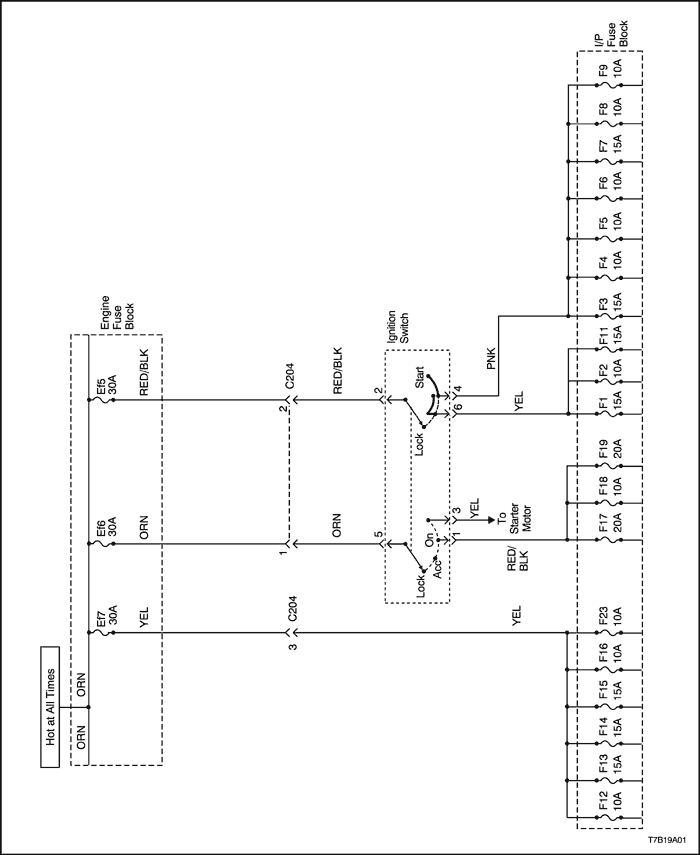 Hot at All Times
ORN
ORN
Engine
Fuse
Block
Ef7
30A
YEL
Ef6
30A
ORN
Ef5
30A
RED/BLK
3
C204
1
2
C204
YEL
ORN
RED/BLK
Ignition
Switch
5
2
Lock
Acc
On
Lock
Start
1
3
6
4
RED/
BLK
YEL
To
Starter
Motor
YEL
PNK
I/P
Fuse
Block
F12
10A
F13
15A
F14
15A
F15
15A
F16
10A
F23
10A
F17
20A
F18
10A
F19
20A
F1
15A
F2
10A
F11
15A
F3
15A
F4
10A
F5
10A
F6
10A
F7
15A
F8
10A
F9
10A
T7B19A01